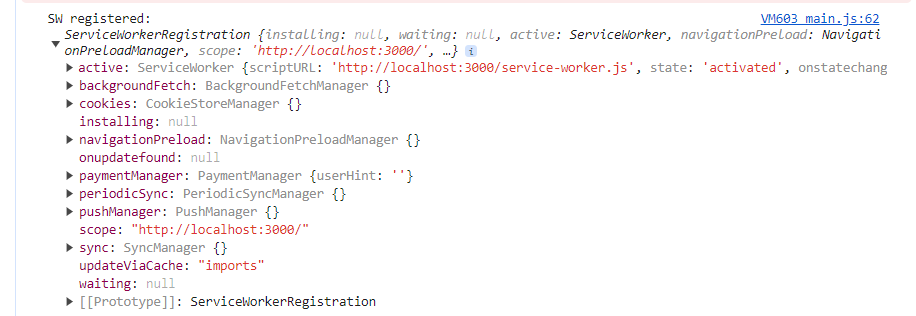 SW registered: VM603 main.js:62
ServiceWorkerRegistration {installing: null, waiting: null, active: ServiceWorker, navigationPreload: Navigati
onPreloadManager, scope: 'http://localhost:3000/', …} i
active: ServiceWorker {scriptURL: 'http://localhost:3000/service-worker.js', state: 'activated', onstatechang
backgroundFetch: BackgroundFetchManager {}
cookies: CookieStoreManager {}
installing: null
navigationPreload: NavigationPreloadManager {}
onupdatefound: null
paymentManager: PaymentManager {userHint: ''}
periodicSync: PeriodicSyncManager {}
pushManager: PushManager {}
scope: "http://localhost:3000/"
sync: SyncManager {}
updateViaCache: "imports"
waiting: null
[[Prototype]]: ServiceWorkerRegistration